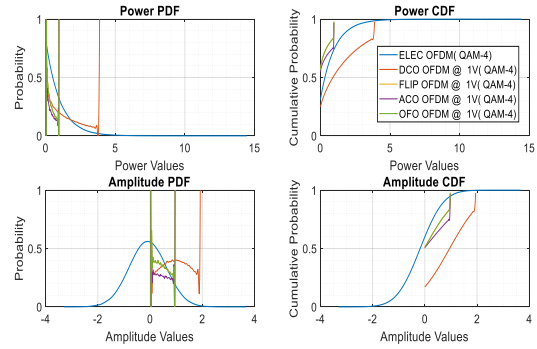 Power PDF
Probability
1
0.5
0
0
5
10
15
Power Values
Power CDF
Cumulative Probability
1
0.5
0
0
5
10
15
Power Values
ELEC OFDM( QAM-4)
DCO OFDM @ 1V( QAM-4)
FLIP OFDM @ 1V( QAM-4)
ACO OFDM @ 1V( QAM-4)
OFO OFDM @ 1V( QAM-4)
Amplitude PDF
Probability
1
0.5
0
-4
-2
0
2
4
Amplitude Values
Amplitude CDF
Cumulative Probability
1
0.5
0
-4
-2
0
2
4
Amplitude Values